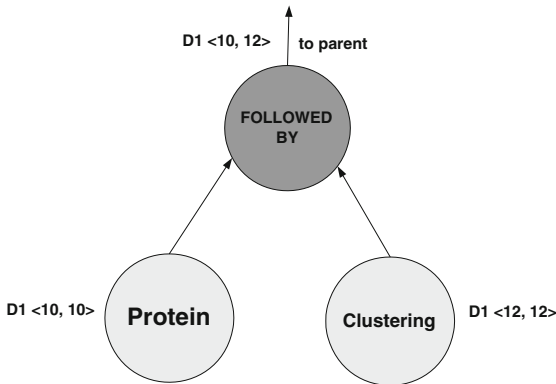 D1 <10, 12>
to parent
FOLLOWED
BY
D1 <10, 10>
Protein
Clustering
D1 <12, 12>